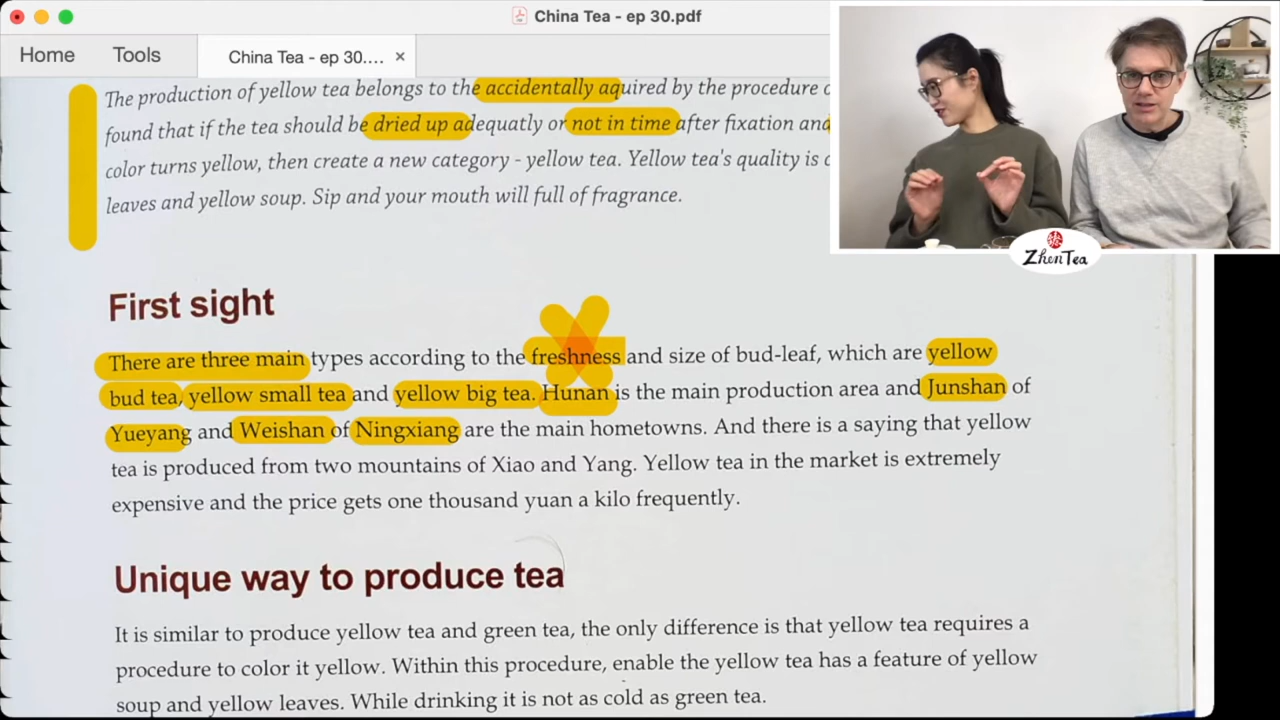 China Tea - ep 30.pdf
Home Tools China Tea - ep 30.... ×
The production of yellow tea belongs to the accidentally aquired by the procedure
found that if the tea should be dried up adequatly or not in time after fixation and
color turns yellow, then create a new category - yellow tea. Yellow tea's quality is
leaves and yellow soup. Sip and your mouth will full of fragrance.
Zhen Tea
First sight
There are three main types according to the freshness and size of bud-leaf, which are yellow
bud tea, yellow small tea and yellow big tea. Hunan is the main production area and Junshan of
Yueyang and Weishan of Ningxiang are the main hometowns. And there is a saying that yellow
tea is produced from two mountains of Xiao and Yang. Yellow tea in the market is extremely
expensive and the price gets one thousand yuan a kilo frequently.
Unique way to produce tea
It is similar to produce yellow tea and green tea, the only difference is that yellow tea requires a
procedure to color it yellow. Within this procedure, enable the yellow tea has a feature of yellow
soup and yellow leaves. While drinking it is not as cold as green tea.